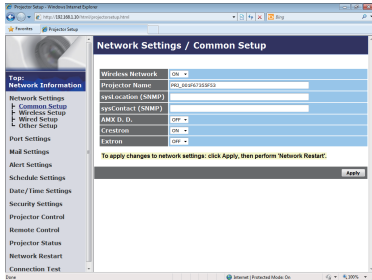 Projector Setup - Windows Internet Explorer
http://192.168.1.10/html/projectorsetup.html
Bing
Favorites
Projector Setup
Network Settings / Common Setup
Top:
Network Information
Network Settings
Common Setup
Wireless Setup
Wired Setup
Other Setup
Port Settings
Mail Settings
Alert Settings
Schedule Settings
Date/Time Settings
Security Settings
Projector Control
Remote Control
Projector Status
Network Restart
Connection Test
Wireless Network ON
Projector Name
sysLocation (SNMP)
sysContact (SNMP)
AMX D. D. OFF
Crestron ON
Extron OFF
To apply changes to network settings: click Apply, then perform 'Network Restart'.
Apply
Done
Internet | Protected Mode: On
100%